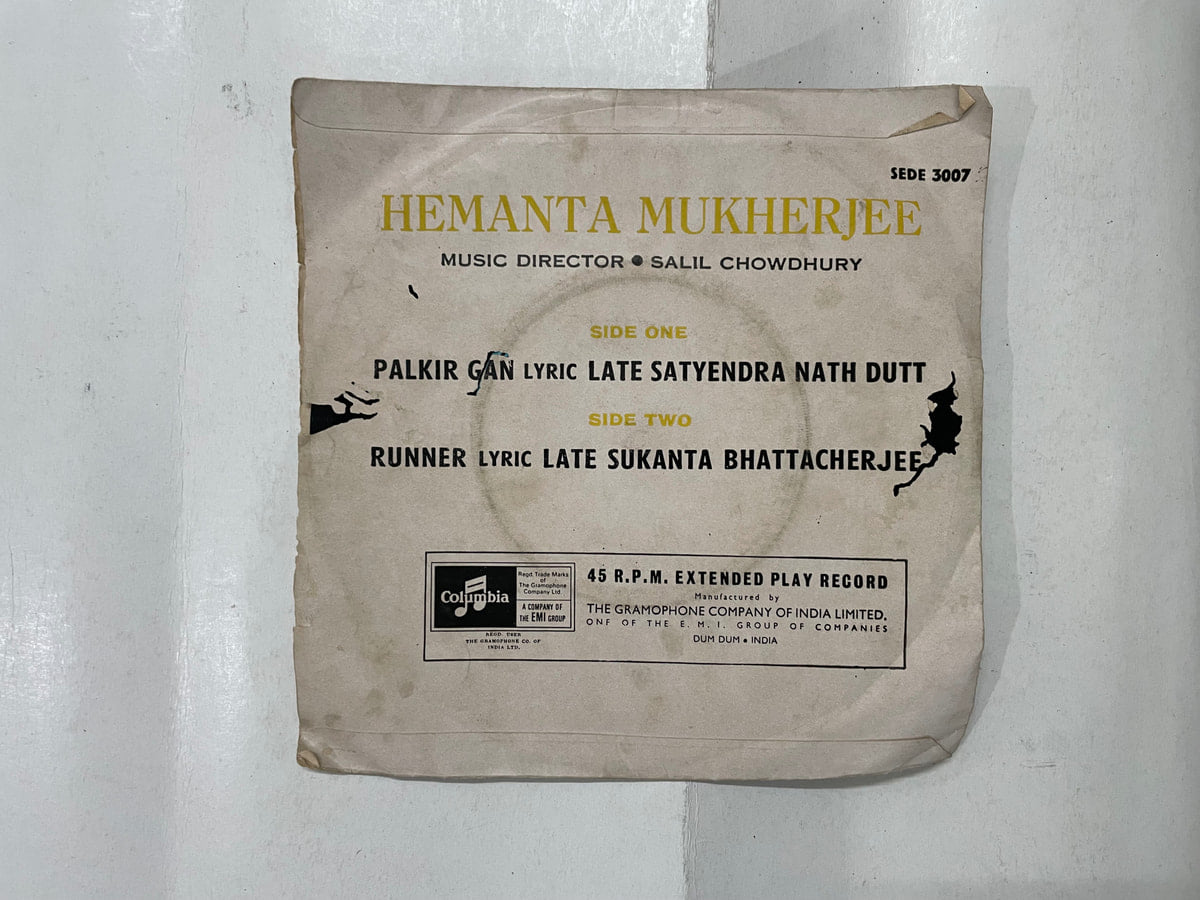 SEDE 3007
HEMANTA MUKHERJEE
MUSIC DIRECTOR • SALIL CHOWDHURY
SIDE ONE
PALKIR GAN LYRIC LATE SATYENDRA NATH DUTT
SIDE TWO
RUNNER LYRIC LATE SUKANTA BHATTACHERJEE
Columbia
Regd. Trade Marks
of
The Gramophone
Company Ltd.
A COMPANY OF
THE EMI GROUP
REGD. USER
THE GRAMOPHONE CO. OF
INDIA LTD.
45 R.P.M. EXTENDED PLAY RECORD
Manufactured by
THE GRAMOPHONE COMPANY OF INDIA LIMITED.
ONE OF THE E. M. I. GROUP OF COMPANIES
DUM DUM • INDIA